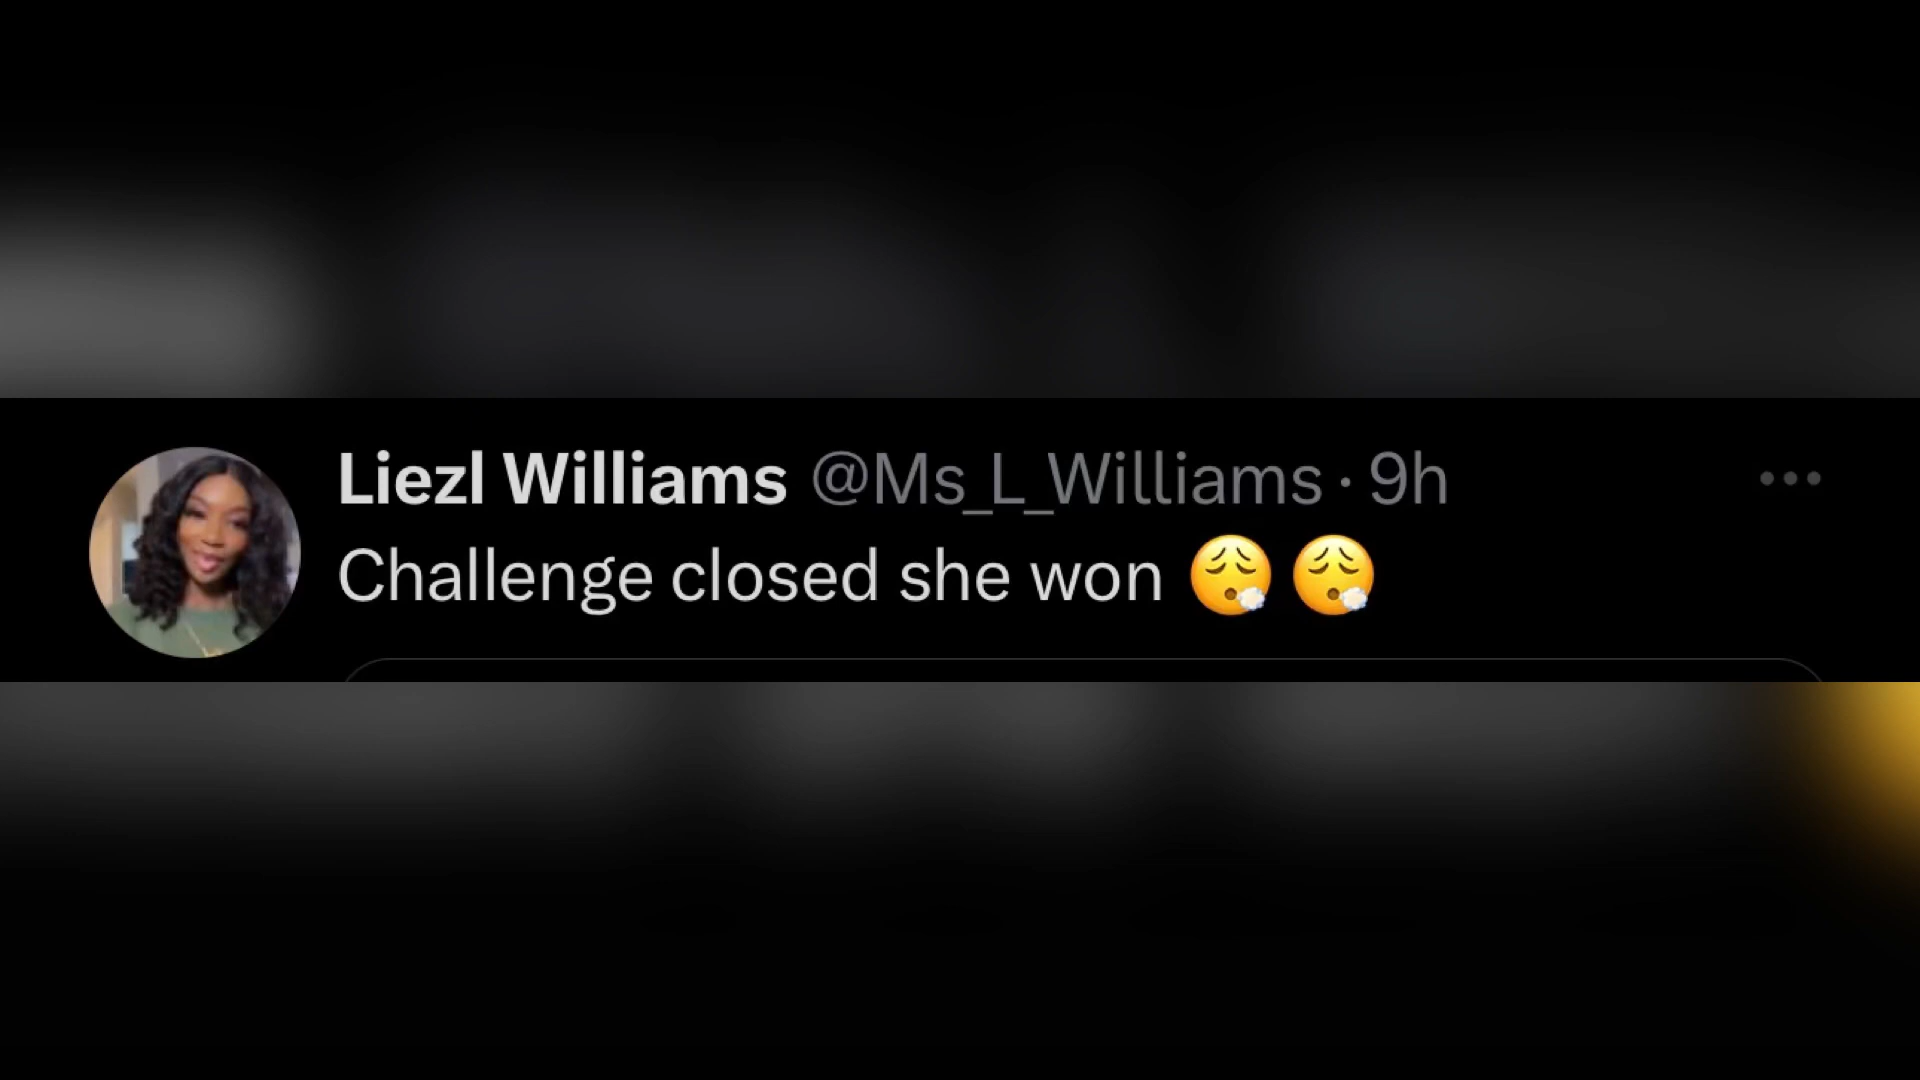 Liezl Williams @Ms_L_Williams · 9h
Challenge closed she won 😮‍💨 😮‍💨